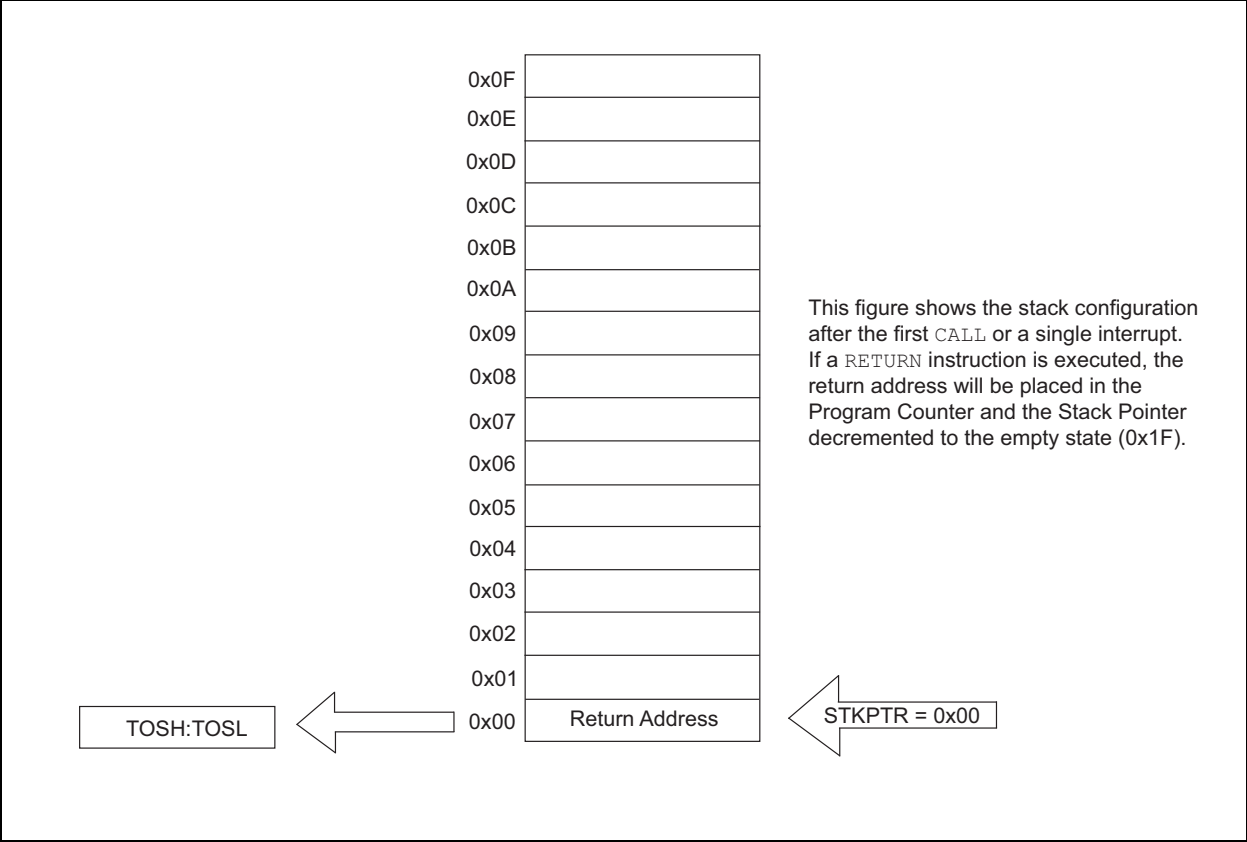 0x0F
0x0E
0x0D
0x0C
0x0B
0x0A
0x09
0x08
0x07
0x06
0x05
0x04
0x03
0x02
0x01
0x00
Return Address
This figure shows the stack configuration
after the first CALL or a single interrupt.
If a RETURN instruction is executed, the
return address will be placed in the
Program Counter and the Stack Pointer
decremented to the empty state (0x1F).
TOSH:TOSL
STKPTR = 0x00